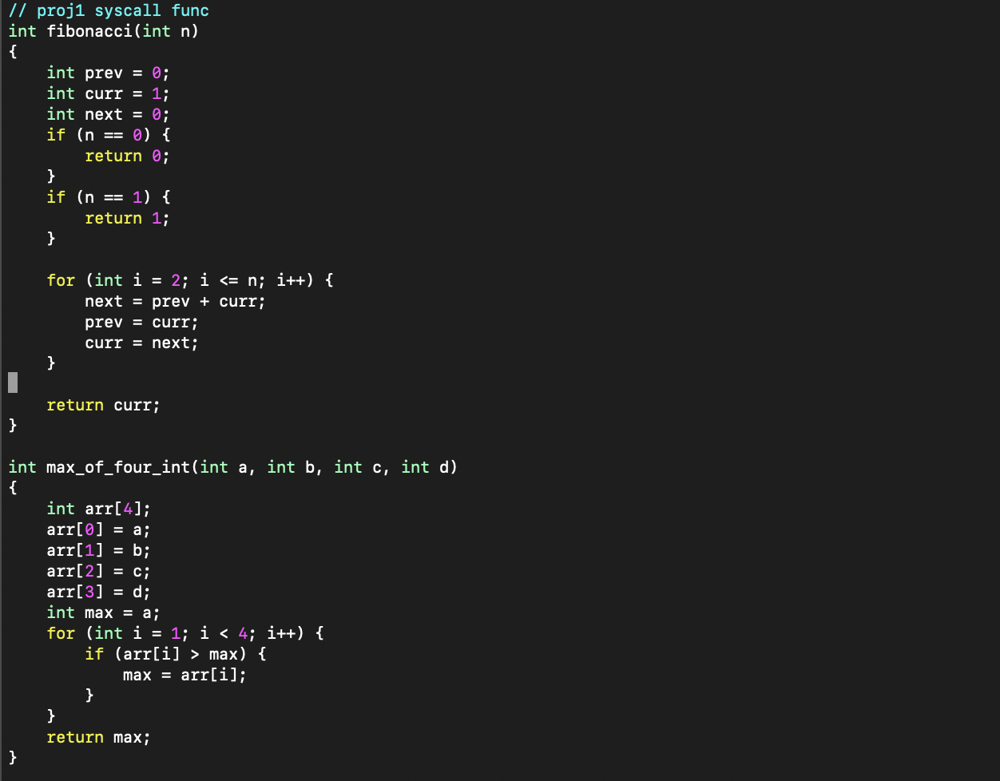 // proj1 syscall func
int fibonacci(int n)
{
    int prev = 0;
    int curr = 1;
    int next = 0;
    if (n == 0) {
        return 0;
    }
    if (n == 1) {
        return 1;
    }

    for (int i = 2; i <= n; i++) {
        next = prev + curr;
        prev = curr;
        curr = next;
    }

    return curr;
}

int max_of_four_int(int a, int b, int c, int d)
{
    int arr[4];
    arr[0] = a;
    arr[1] = b;
    arr[2] = c;
    arr[3] = d;
    int max = a;
    for (int i = 1; i < 4; i++) {
        if (arr[i] > max) {
            max = arr[i];
        }
    }
    return max;
}